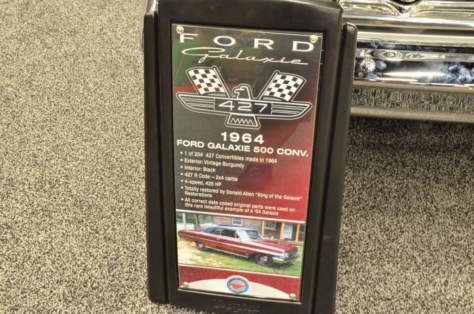 FORD
Galaxie
427
1964
FORD GALAXIE 500 CONV.
• 1 of 204 427 Convertibles made in 1964
• Exterior: Vintage Burgundy
• Interior: Black
• 427 R Code - 2x4 carbs
• 4-speed, 425 HP
• Totally restored by Donald Allen "King of the Galaxie"
Restorations
• All correct date coded original parts were used on
this rare beautiful example of a '64 Galaxie